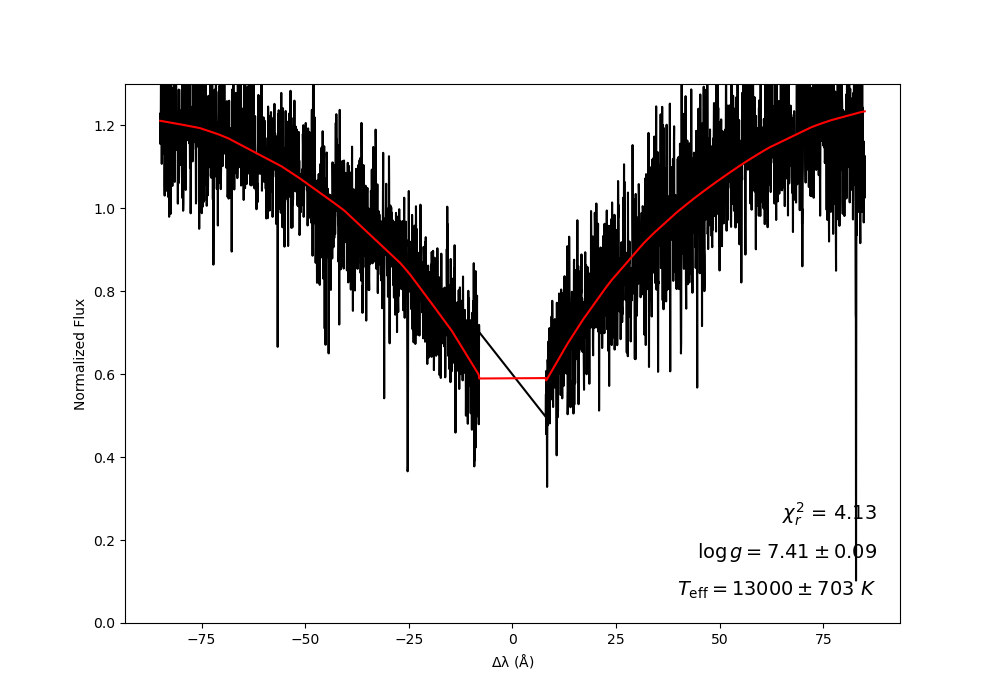 Normalized Flux
1.2
1.0
0.8
0.6
0.4
0.2
0.0
−75
−50
−25
0
25
50
75
Δλ (Å)
χ²ᵣ = 4.13
log g = 7.41 ± 0.09
T_eff = 13000 ± 703 K